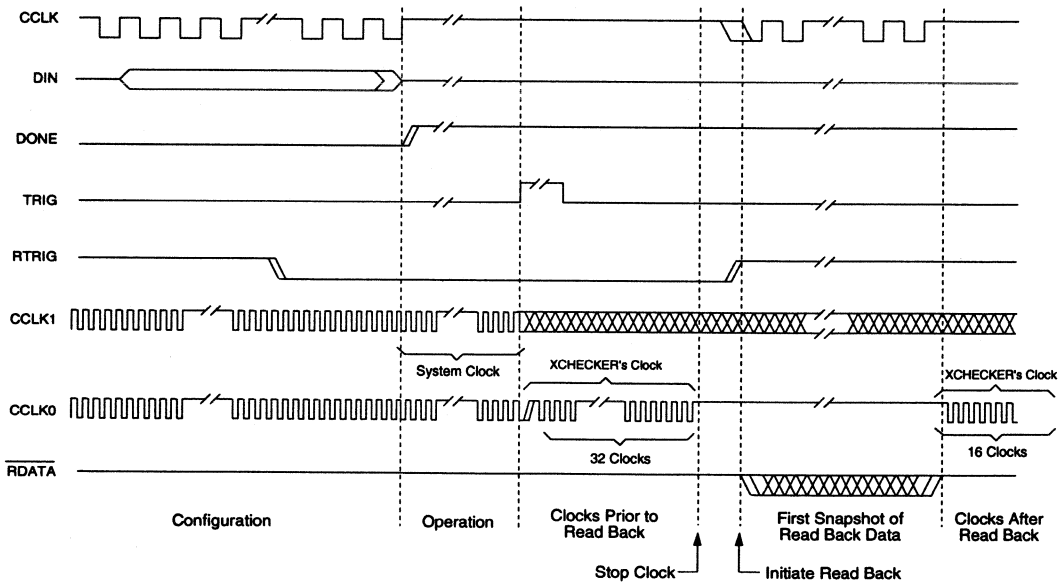 CCLK
DIN
DONE
TRIG
RTRIG
CCLK1
System Clock
XCHECKER's Clock
XCHECKER's Clock
CCLK0
32 Clocks
16 Clocks
RDATA
Configuration
Operation
Clocks Prior to
Read Back
First Snapshot of
Read Back Data
Clocks After
Read Back
Stop Clock
Initiate Read Back